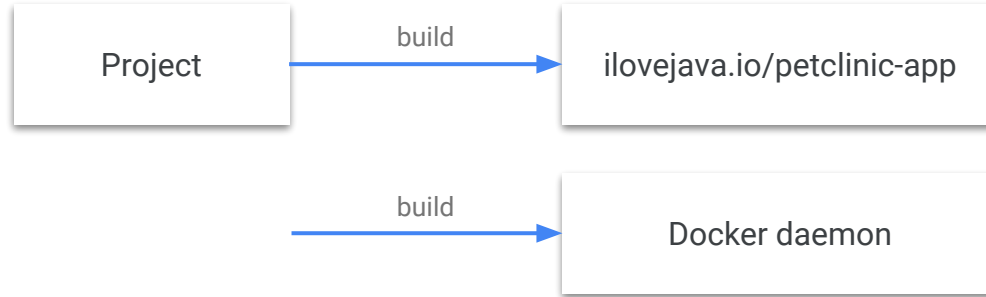 Project
build
ilovejava.io/petclinic-app
build
Docker daemon